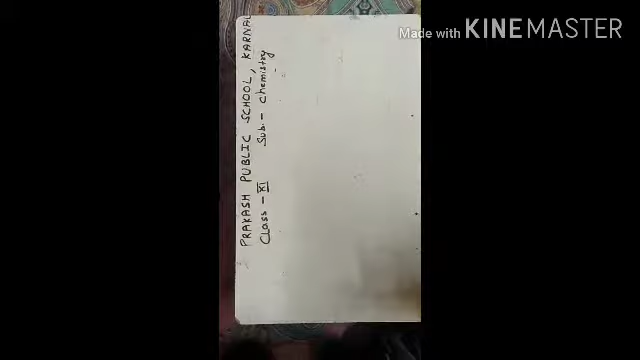 PRAKASH PUBLIC SCHOOL, KARNAL
Class - XI Sub. - Chemistry
Made with KINEMASTER